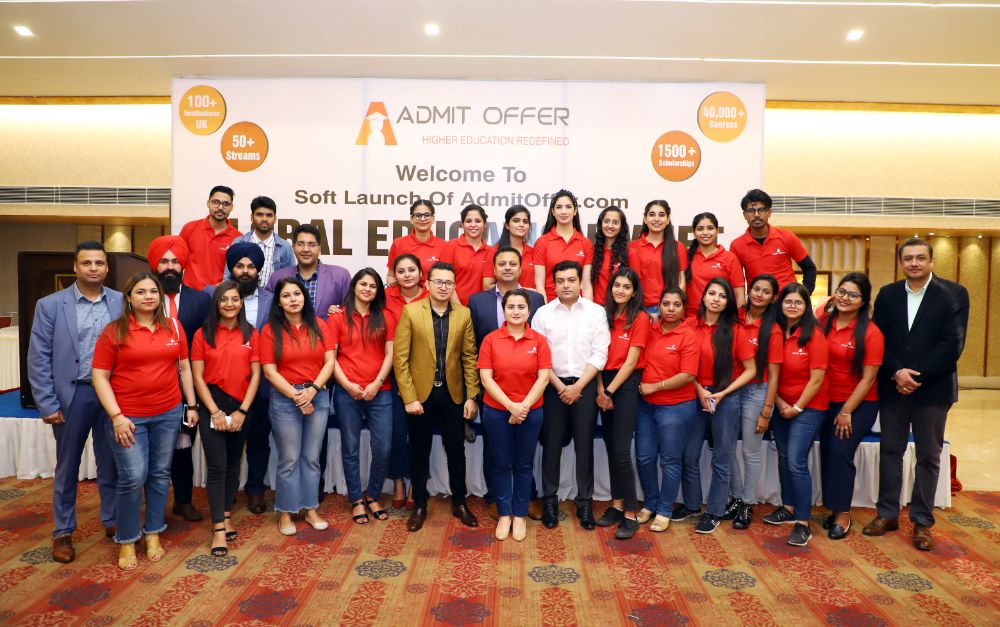 100+
Institutions
UK
50+
Streams
ADMIT OFFER
HIGHER EDUCATION REDEFINED
40,000+
Courses
1500+
Scholarships
Welcome To
Soft Launch Of AdmitOffer.com